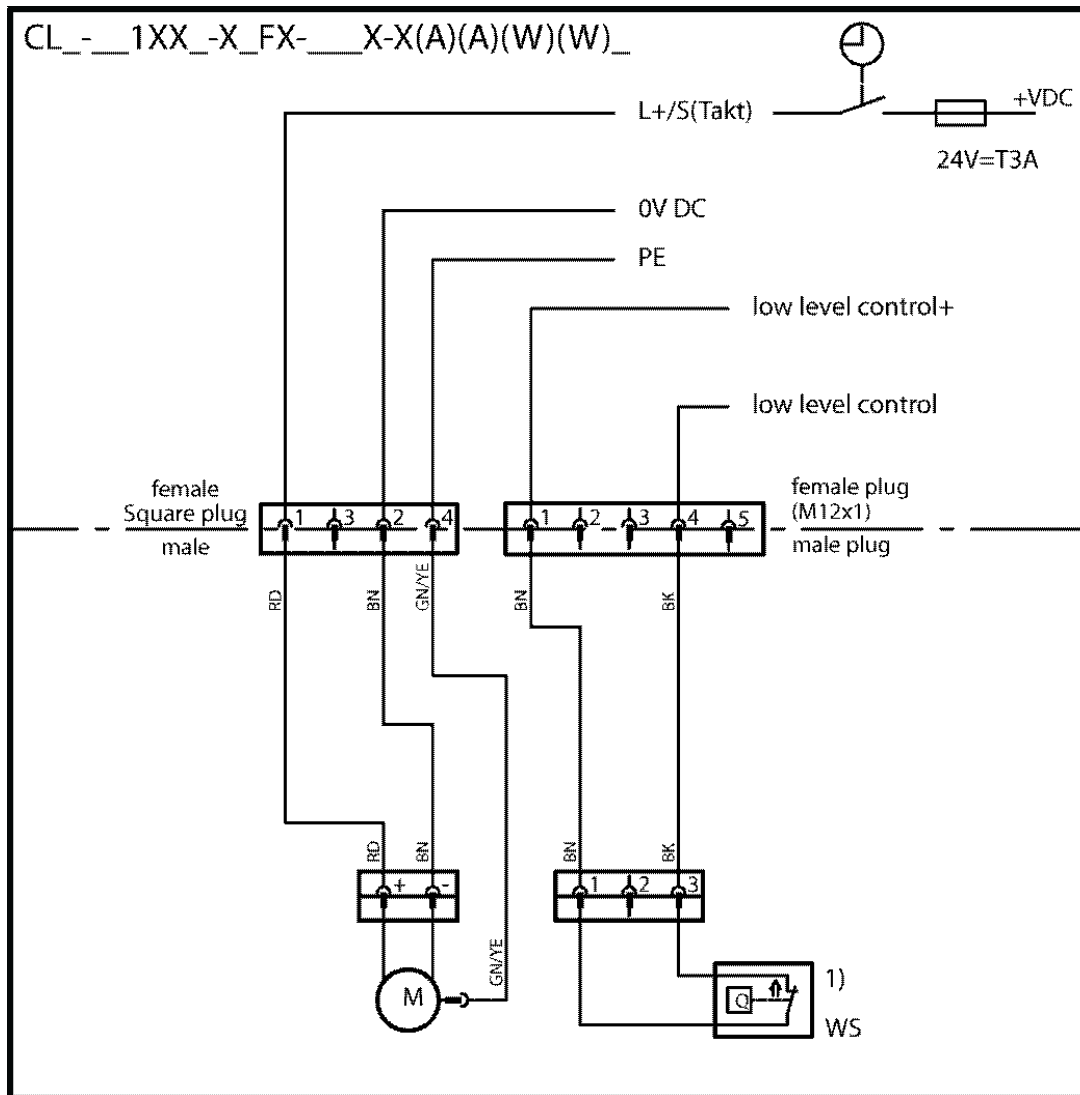 CL_-__1XX_-X_FX-___X-X(A)(A)(W)(W)_
L+/S(Takt)
+VDC
24V=T3A
0V DC
PE
low level control+
low level control
female
Square plug
male
1 3 2 4
1 2 3 4 5
female plug
(M12x1)
male plug
RD
BN
GN/YE
BN
BK
RD
BN
BN
BK
+ -
1 2 3
GN/YE
M
Q
1)
WS